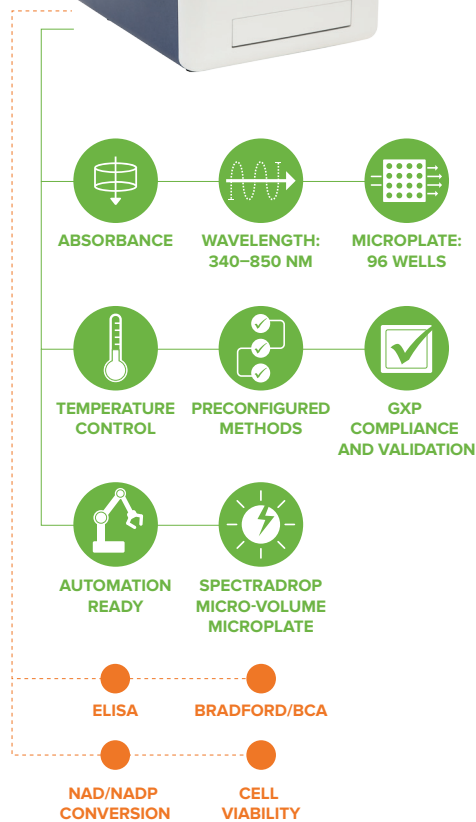 ABSORBANCE
WAVELENGTH:
340–850 NM
MICROPLATE:
96 WELLS
TEMPERATURE
CONTROL
PRECONFIGURED
METHODS
GXP
COMPLIANCE
AND VALIDATION
AUTOMATION
READY
SPECTRADROP
MICRO-VOLUME
MICROPLATE
ELISA
BRADFORD/BCA
NAD/NADP
CONVERSION
CELL
VIABILITY